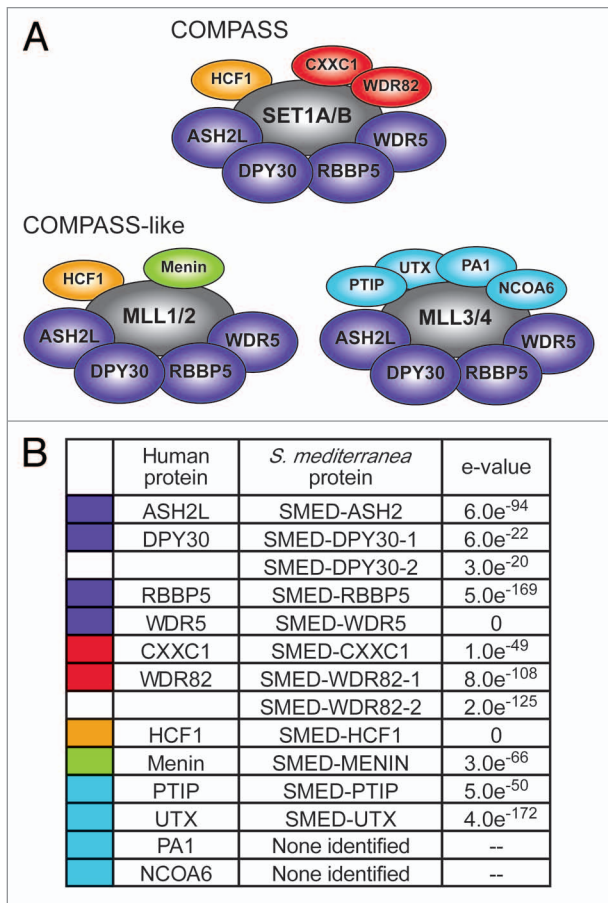 A
COMPASS
HCF1
CXXC1
WDR82
SET1A/B
ASH2L
WDR5
DPY30
RBBP5
COMPASS-like
HCF1
Menin
MLL1/2
ASH2L
WDR5
DPY30
RBBP5
PTIP
UTX
PA1
NCOA6
MLL3/4
ASH2L
WDR5
DPY30
RBBP5
B
Human protein S. mediterranea protein e-value
ASH2L SMED-ASH2 6.0e-94
DPY30 SMED-DPY30-1 6.0e-22
SMED-DPY30-2 3.0e-20
RBBP5 SMED-RBBP5 5.0e-169
WDR5 SMED-WDR5 0
CXXC1 SMED-CXXC1 1.0e-49
WDR82 SMED-WDR82-1 8.0e-108
SMED-WDR82-2 2.0e-125
HCF1 SMED-HCF1 0
Menin SMED-MENIN 3.0e-66
PTIP SMED-PTIP 5.0e-50
UTX SMED-UTX 4.0e-172
PA1 None identified --
NCOA6 None identified --